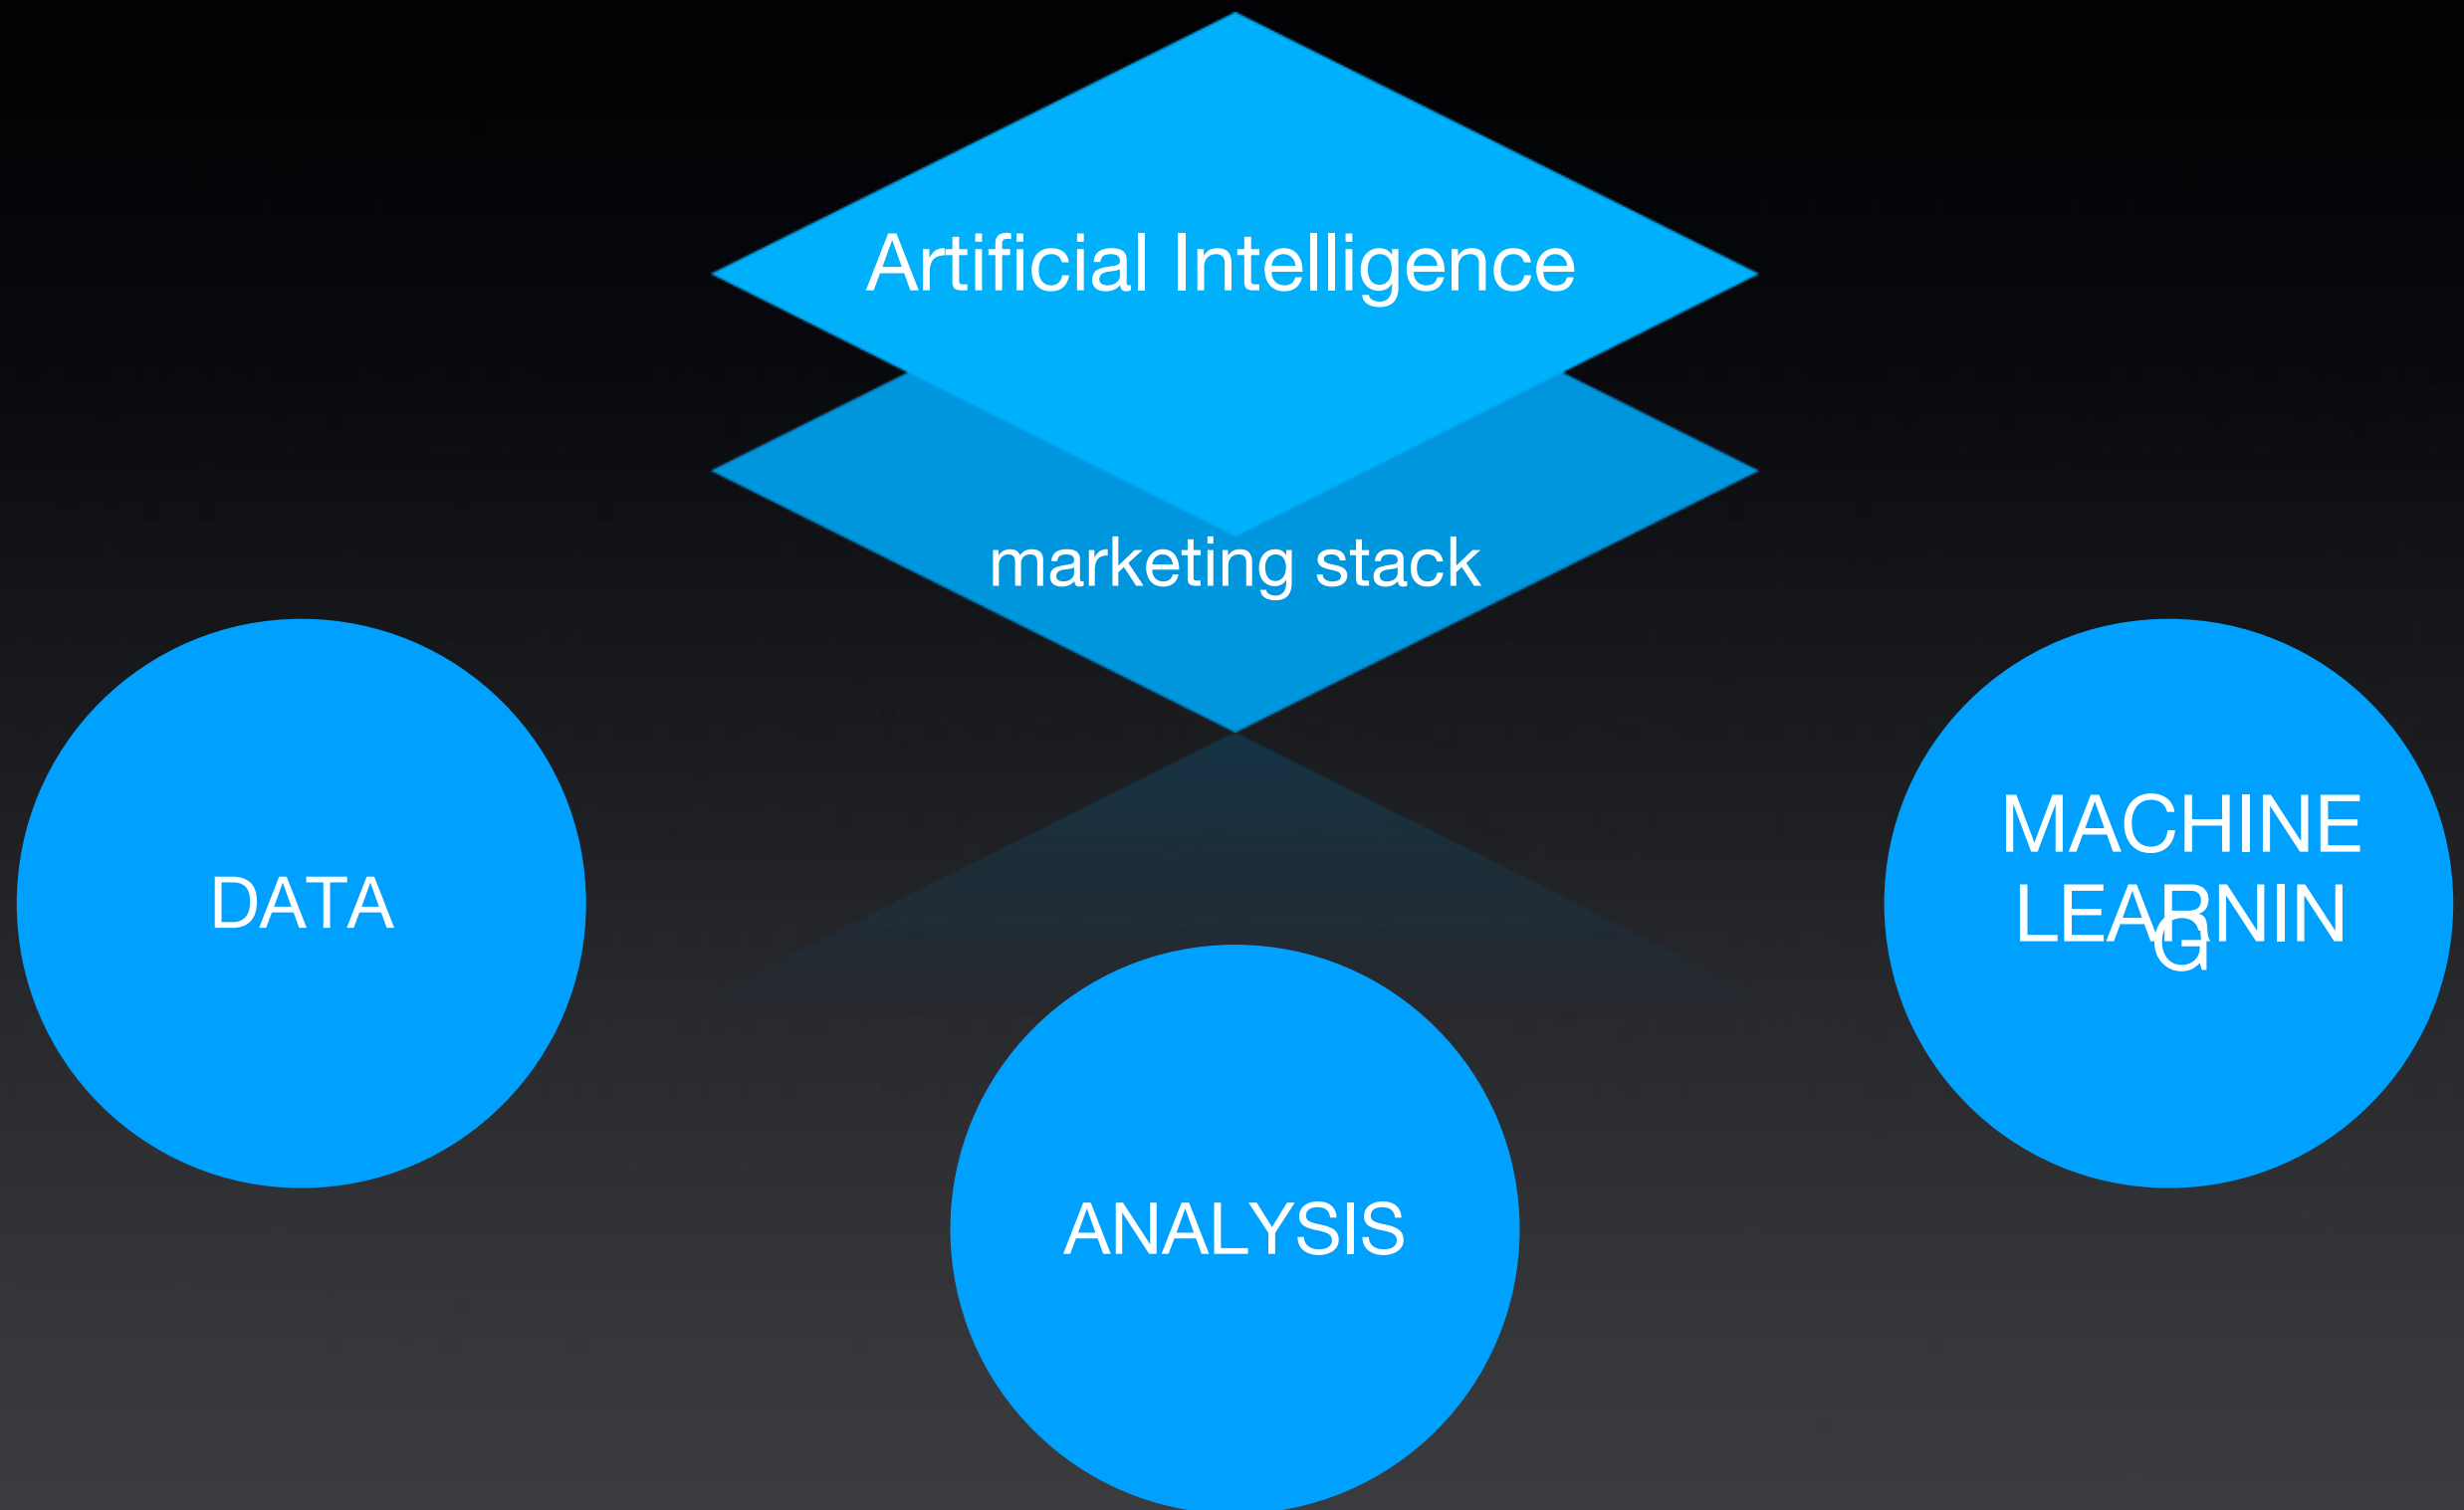 Artificial Intelligence
marketing stack
DATA
MACHINE
LEARNIN
G
ANALYSIS